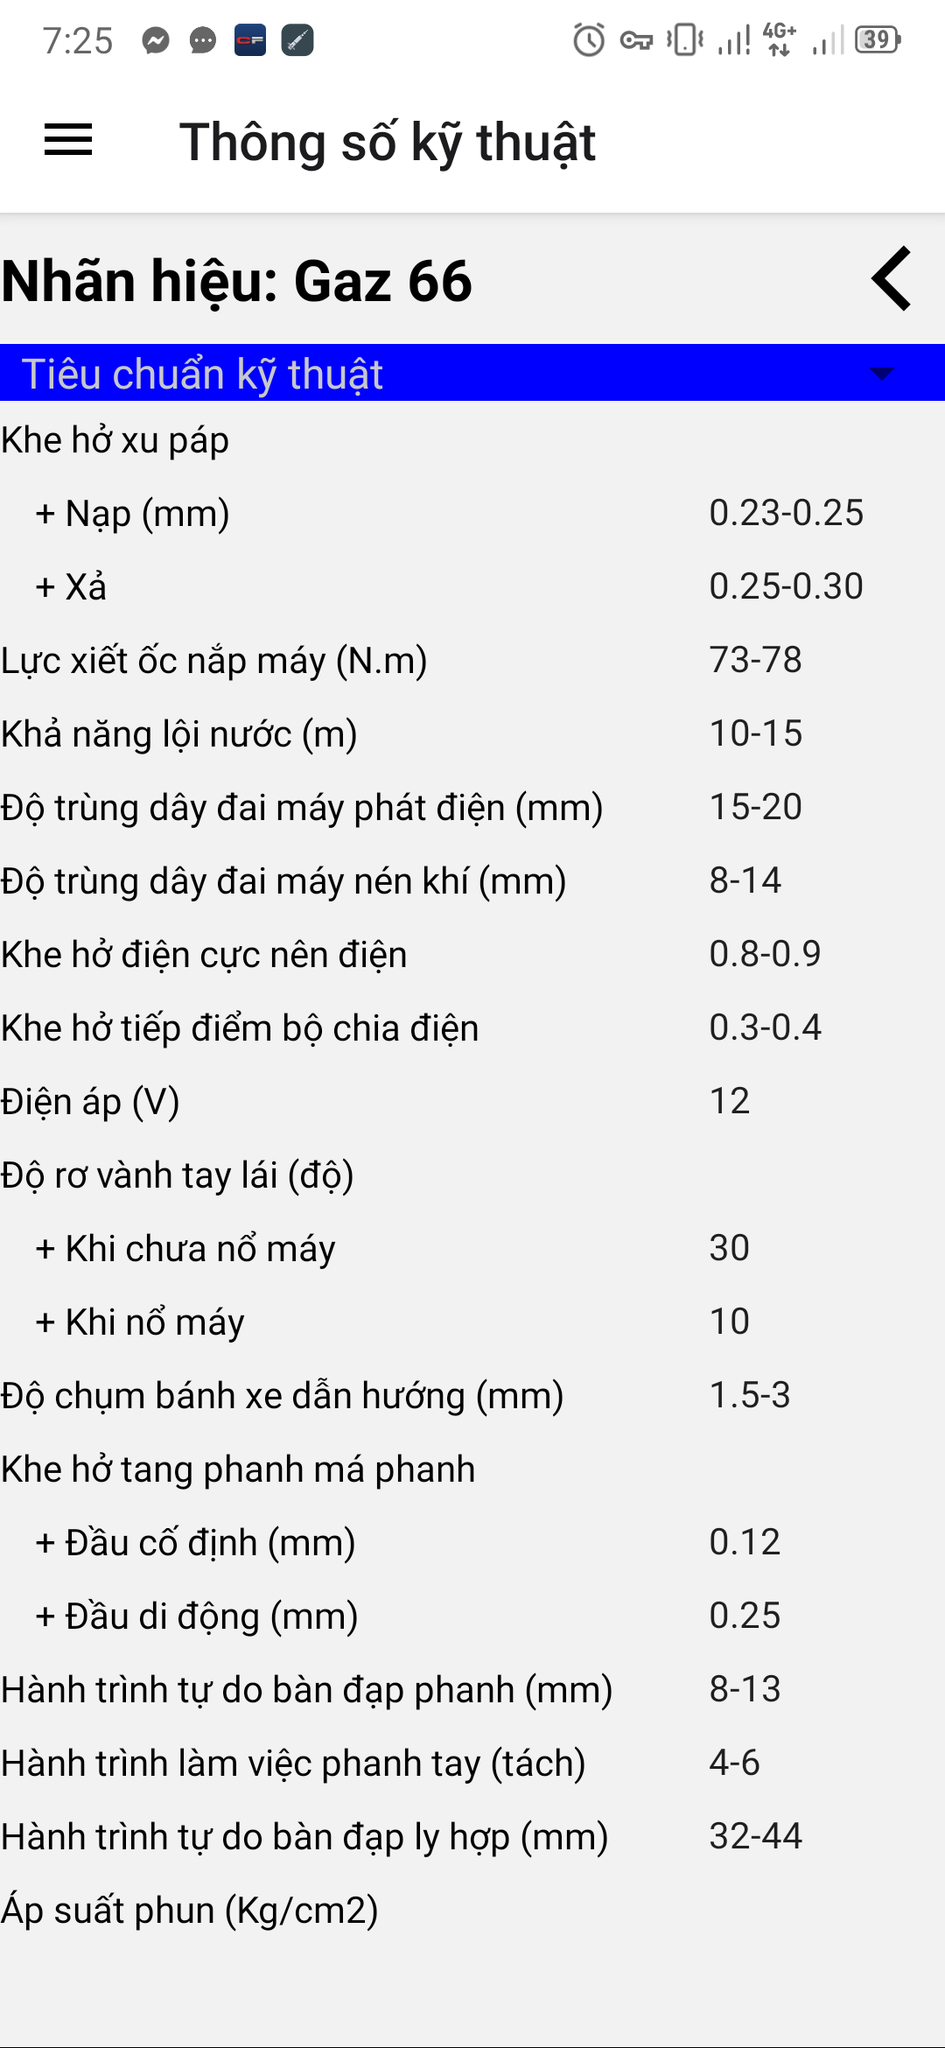 7:25
4G+
39
Thông số kỹ thuật
Nhãn hiệu: Gaz 66
Tiêu chuẩn kỹ thuật
Khe hở xu páp
+ Nạp (mm) 0.23-0.25
+ Xả 0.25-0.30
Lực xiết ốc nắp máy (N.m) 73-78
Khả năng lội nước (m) 10-15
Độ trùng dây đai máy phát điện (mm) 15-20
Độ trùng dây đai máy nén khí (mm) 8-14
Khe hở điện cực nên điện 0.8-0.9
Khe hở tiếp điểm bộ chia điện 0.3-0.4
Điện áp (V) 12
Độ rơ vành tay lái (độ)
+ Khi chưa nổ máy 30
+ Khi nổ máy 10
Độ chụm bánh xe dẫn hướng (mm) 1.5-3
Khe hở tang phanh má phanh
+ Đầu cố định (mm) 0.12
+ Đầu di động (mm) 0.25
Hành trình tự do bàn đạp phanh (mm) 8-13
Hành trình làm việc phanh tay (tách) 4-6
Hành trình tự do bàn đạp ly hợp (mm) 32-44
Áp suất phun (Kg/cm2)